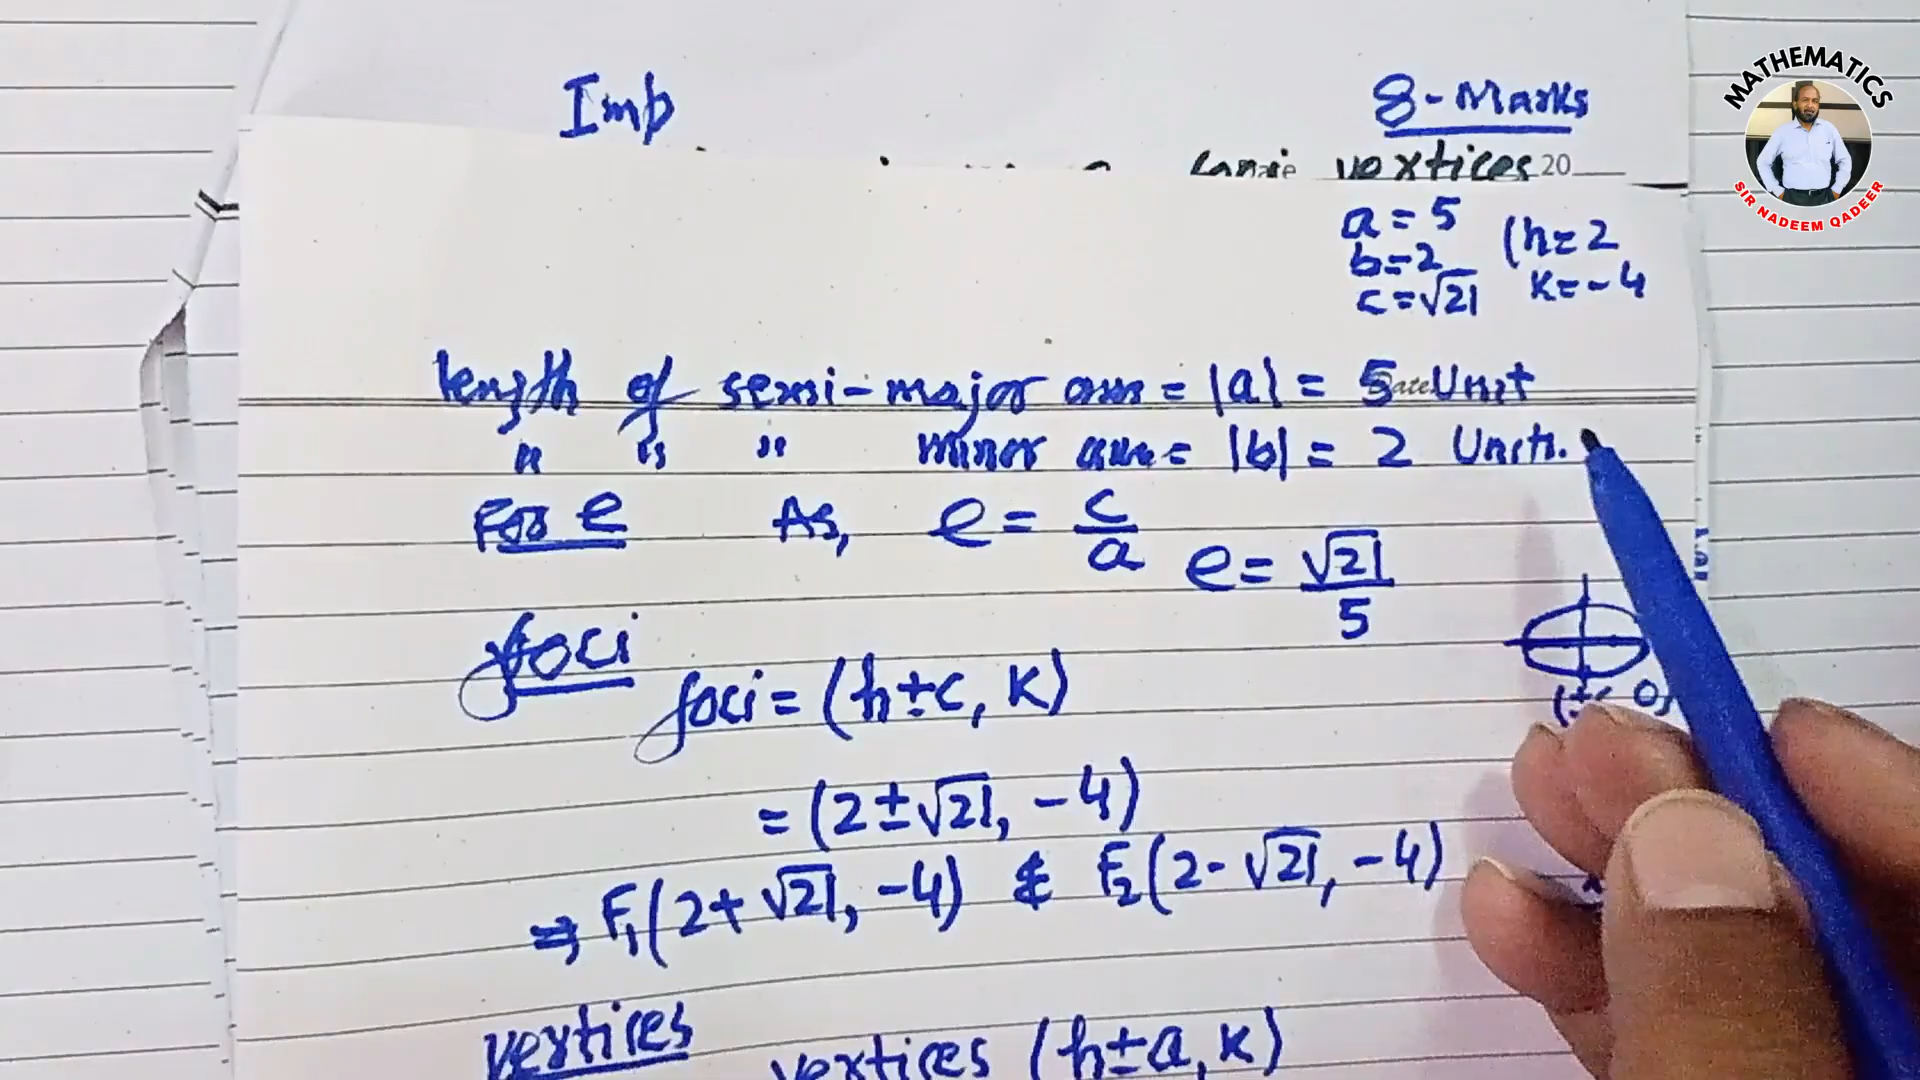 Imp
8-Marks
MATHEMATICS
SIR NADEEM QADEER
vertices 20
a = 5
b = 2
c = √21
(h = 2
k = -4
length of semi-major axis = |a| = 5 Unit
" " " minor axis = |b| = 2 Units.
For e As, e = c/a e = √21/5
foci
foci = (h±c, k)
= (2±√21, -4)
⇒ F₁(2+√21, -4) & F₂(2-√21, -4)
vertices
vertices (h±a, k)